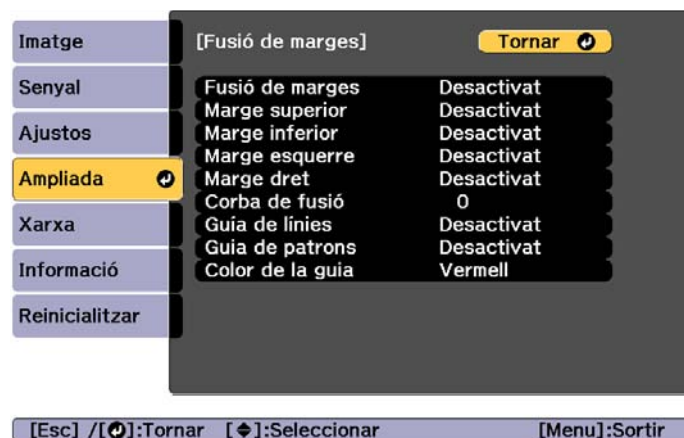 Imatge
Senyal
Ajustos
Ampliada
Xarxa
Informació
Reinicialitzar
[Fusió de marges] Tornar
Fusió de marges Desactivat
Marge superior Desactivat
Marge inferior Desactivat
Marge esquerre Desactivat
Marge dret Desactivat
Corba de fusió 0
Guía de línies Desactivat
Guia de patrons Desactivat
Color de la guia Vermell
[Esc] /[ ]:Tornar [ ]:Seleccionar [Menu]:Sortir